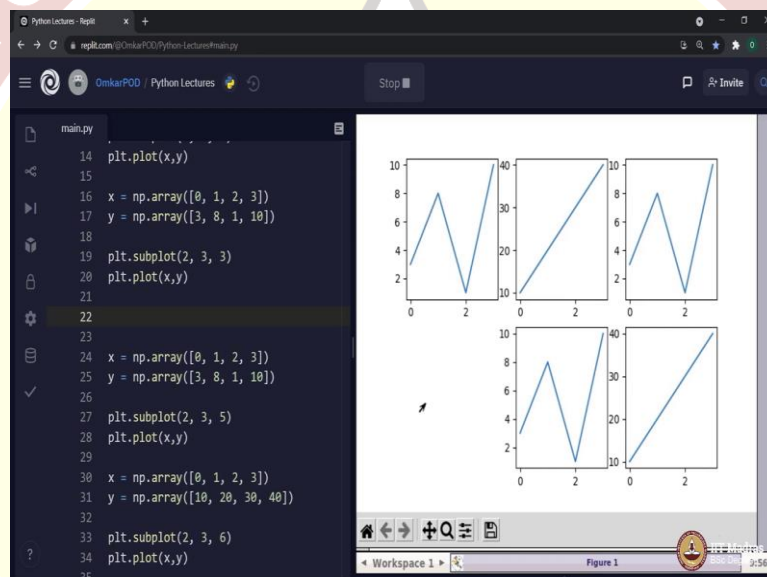 Python Lectures - Replit
replit.com/@OmkarPOD/Python-Lectures#main.py
OmkarPOD / Python Lectures
Stop
Invite
main.py
14 plt.plot(x,y)
15
16 x = np.array([0, 1, 2, 3])
17 y = np.array([3, 8, 1, 10])
18
19 plt.subplot(2, 3, 3)
20 plt.plot(x,y)
21
22
23
24 x = np.array([0, 1, 2, 3])
25 y = np.array([3, 8, 1, 10])
26
27 plt.subplot(2, 3, 5)
28 plt.plot(x,y)
29
30 x = np.array([0, 1, 2, 3])
31 y = np.array([10, 20, 30, 40])
32
33 plt.subplot(2, 3, 6)
34 plt.plot(x,y)
35
10 40 10
8 8
30
6 6
20
4 4
2 2
10
0 2 0 2 0 2
10 40
8
30
6
4 20
2
10
0 2 0 2
Workspace 1
Figure 1
IIT Madras
BSc Degree
9:56